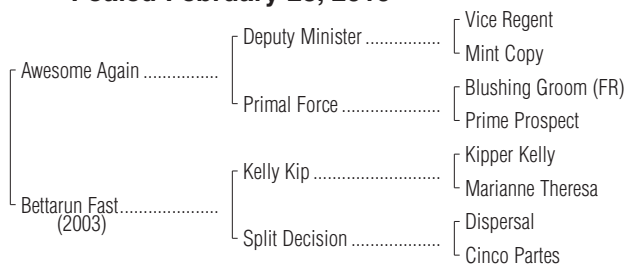 Foaled February
Vice Regent
Deputy Minister ................
Mint Copy
Awesome Again ................
Blushing Groom (FR)
Primal Force .....................
Prime Prospect
Kipper Kelly
Kelly Kip ...........................
Marianne Theresa
Bettarun Fast.....................
(2003)
Dispersal
Split Decision ...................
Cinco Partes